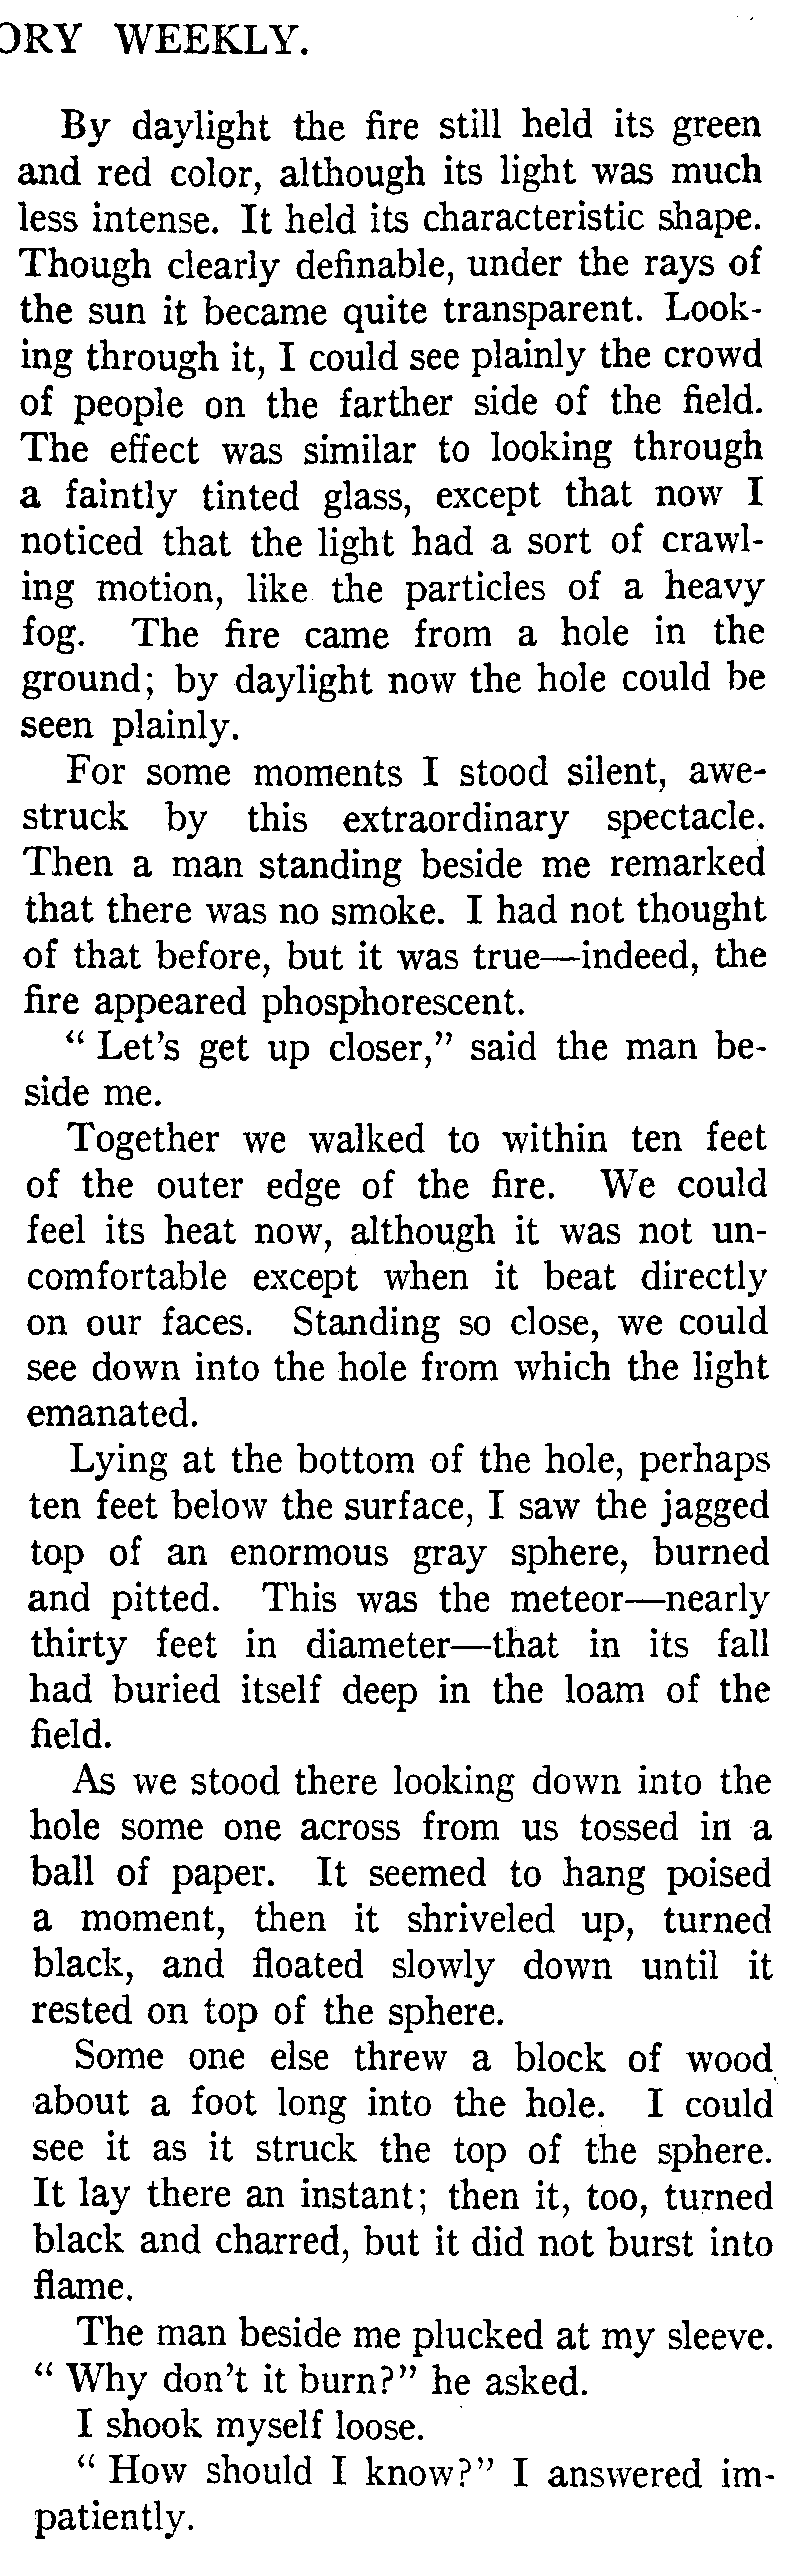 ORY WEEKLY.
By daylight the fire still held its green
and red color, although its light was much
less intense. It held its characteristic shape.
Though clearly definable, under the rays of
the sun it became quite transparent. Look-
ing through it, I could see plainly the crowd
of people on the farther side of the field.
The effect was similar to looking through
a faintly tinted glass, except that now I
noticed that the light had a sort of crawl-
ing motion, like the particles of a heavy
fog. The fire came from a hole in the
ground; by daylight now the hole could be
seen plainly.
For some moments I stood silent, awe-
struck by this extraordinary spectacle.
Then a man standing beside me remarked
that there was no smoke. I had not thought
of that before, but it was true—indeed, the
fire appeared phosphorescent.
" Let's get up closer," said the man be-
side me.
Together we walked to within ten feet
of the outer edge of the fire. We could
feel its heat now, although it was not un-
comfortable except when it beat directly
on our faces. Standing so close, we could
see down into the hole from which the light
emanated.
Lying at the bottom of the hole, perhaps
ten feet below the surface, I saw the jagged
top of an enormous gray sphere, burned
and pitted. This was the meteor—nearly
thirty feet in diameter—that in its fall
had buried itself deep in the loam of the
field.
As we stood there looking down into the
hole some one across from us tossed in a
ball of paper. It seemed to hang poised
a moment, then it shriveled up, turned
black, and floated slowly down until it
rested on top of the sphere.
Some one else threw a block of wood
about a foot long into the hole. I could
see it as it struck the top of the sphere.
It lay there an instant; then it, too, turned
black and charred, but it did not burst into
flame.
The man beside me plucked at my sleeve.
" Why don't it burn?" he asked.
I shook myself loose.
" How should I know?" I answered im-
patiently.